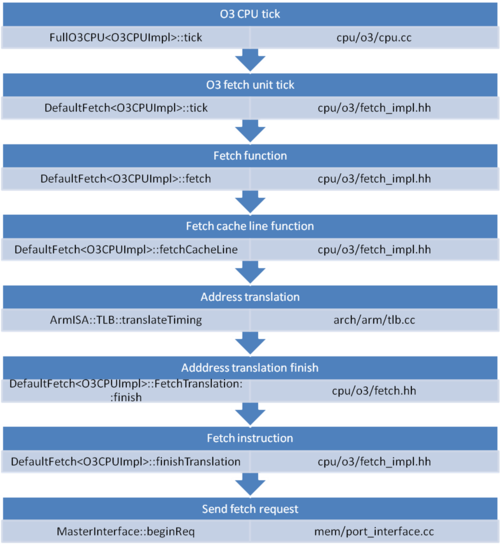 O3 CPU tick
FullO3CPU<O3CPUImpl>::tick cpu/o3/cpu.cc
O3 fetch unit tick
DefaultFetch<O3CPUImpl>::tick cpu/o3/fetch_impl.hh
Fetch function
DefaultFetch<O3CPUImpl>::fetch cpu/o3/fetch_impl.hh
Fetch cache line function
DefaultFetch<O3CPUImpl>::fetchCacheLine cpu/o3/fetch_impl.hh
Address translation
ArmISA::TLB::translateTiming arch/arm/tlb.cc
Adddress translation finish
DefaultFetch<O3CPUImpl>::FetchTranslation:
:finish cpu/o3/fetch.hh
Fetch instruction
DefaultFetch<O3CPUImpl>::finishTranslation cpu/o3/fetch_impl.hh
Send fetch request
MasterInterface::beginReq mem/port_interface.cc